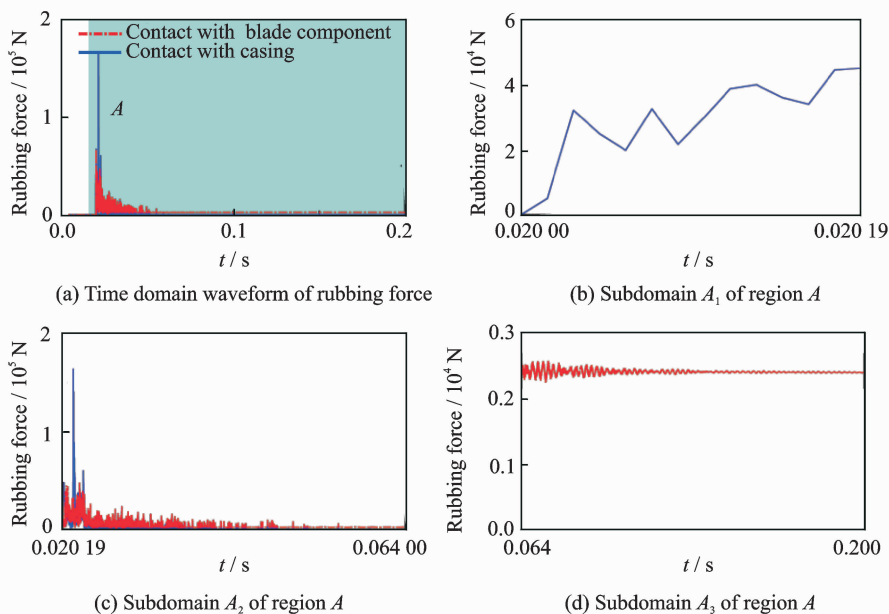 Rubbing force / 10⁵ N
2
1
0
Contact with blade component
Contact with casing
A
0.0
0.1
0.2
t / s
(a) Time domain waveform of rubbing force
Rubbing force / 10⁴ N
6
4
2
0
0.020 00
0.020 19
t / s
(b) Subdomain A₁ of region A
Rubbing force / 10⁵ N
2
1
0
0.020 19
0.064 00
t / s
(c) Subdomain A₂ of region A
Rubbing force / 10⁴ N
0.3
0.2
0.1
0.0
0.064
0.200
t / s
(d) Subdomain A₃ of region A